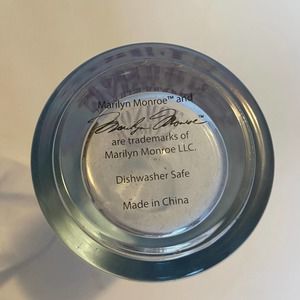 Marilyn Monroe™ and
Marilyn Monroe™
are trademarks of
Marilyn Monroe LLC.
Dishwasher Safe
Made in China